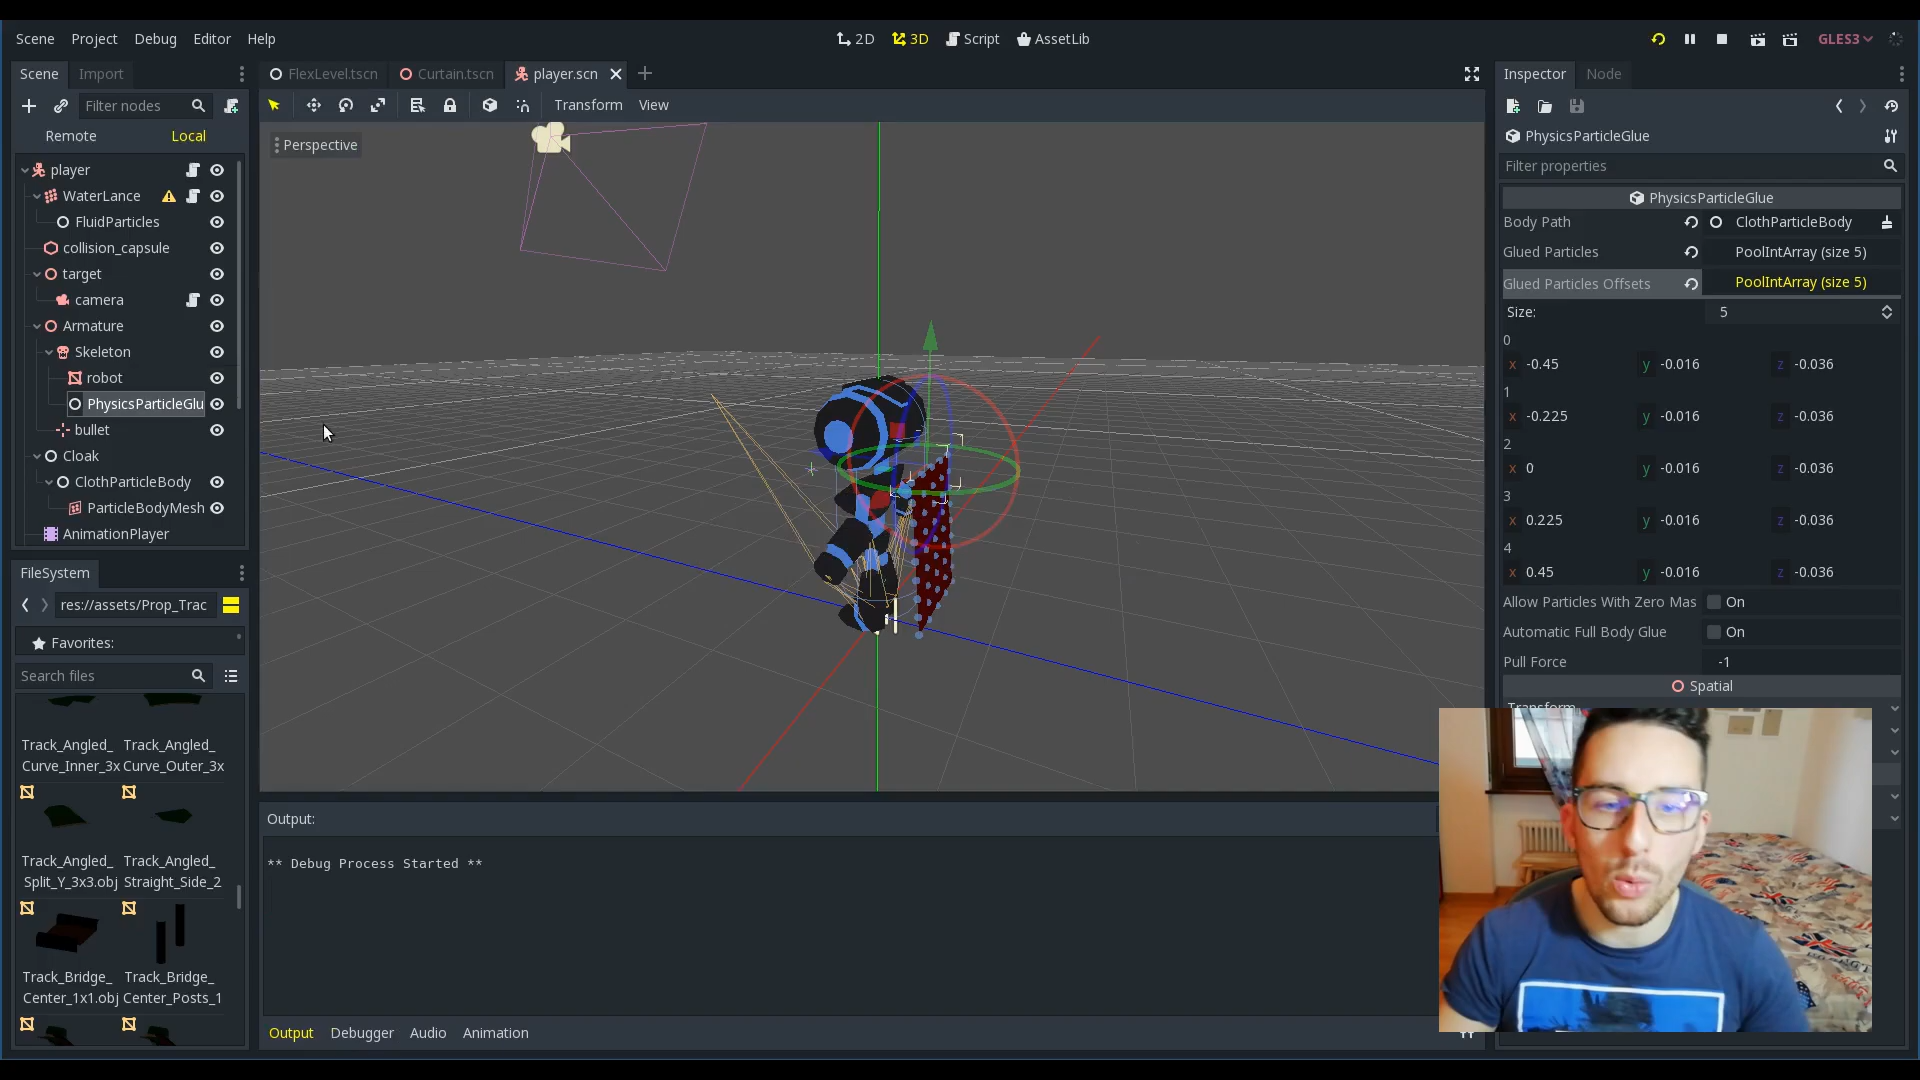 Scene Project Debug Editor Help
2D 3D Script AssetLib
GLES3
Scene Import
FlexLevel.tscn Curtain.tscn player.scn
Inspector Node
Filter nodes
Transform View
Remote Local
PhysicsParticleGlue
Perspective
Filter properties
player
WaterLance
FluidParticles
collision_capsule
target
camera
Armature
Skeleton
robot
PhysicsParticleGlu
bullet
Cloak
ClothParticleBody
ParticleBodyMesh
AnimationPlayer
PhysicsParticleGlue
Body Path ClothParticleBody
Glued Particles PoolIntArray (size 5)
Glued Particles Offsets PoolIntArray (size 5)
Size: 5
0
x -0.45 y -0.016 z -0.036
1
x -0.225 y -0.016 z -0.036
2
x 0 y -0.016 z -0.036
3
x 0.225 y -0.016 z -0.036
4
x 0.45 y -0.016 z -0.036
Allow Particles With Zero Mas On
Automatic Full Body Glue On
Pull Force -1
Spatial
Transform
FileSystem
res://assets/Prop_Trac
Favorites:
Search files
Track_Angled_ Track_Angled_
Curve_Inner_3x Curve_Outer_3x
Track_Angled_ Track_Angled_
Split_Y_3x3.obj Straight_Side_2
Track_Bridge_ Track_Bridge_
Center_1x1.obj Center_Posts_1
Output:
** Debug Process Started **
Output Debugger Audio Animation